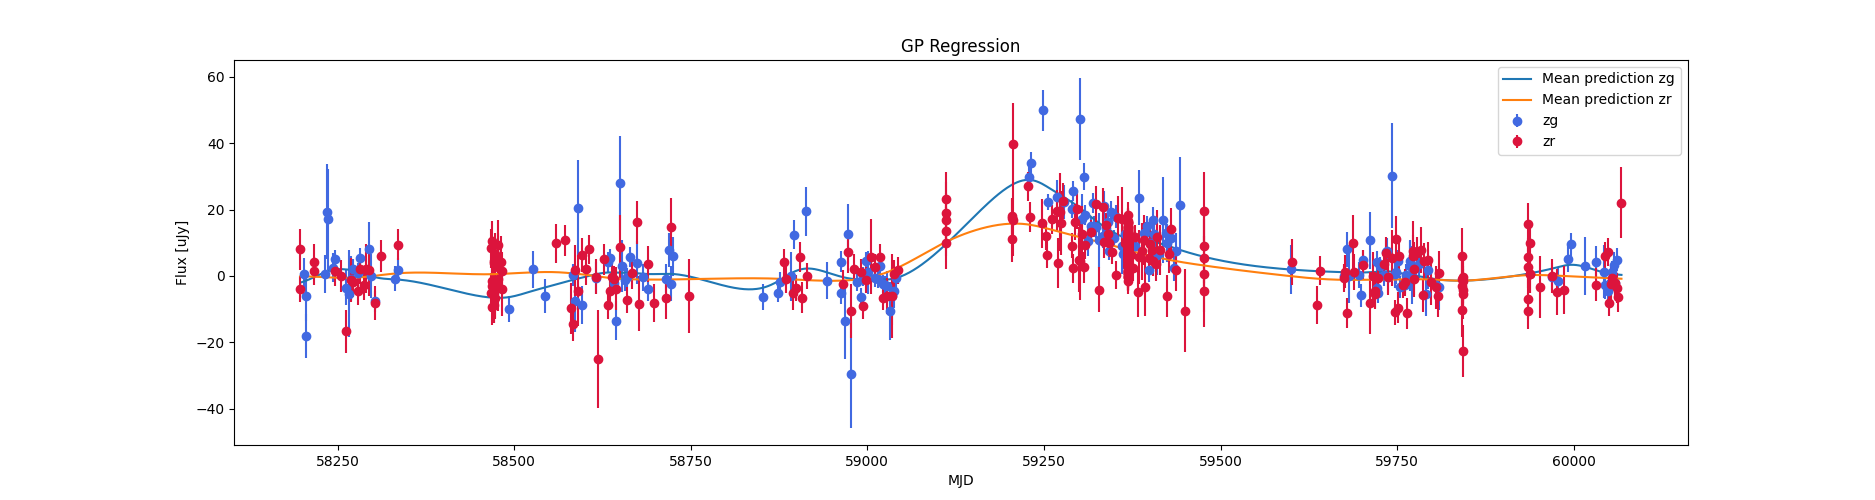 GP Regression
Flux [uJy]
60
40
20
0
−20
−40
58250
58500
58750
59000
59250
59500
59750
60000
MJD
Mean prediction zg
Mean prediction zr
zg
zr